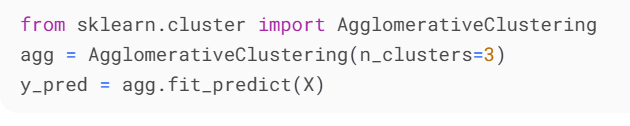 from sklearn.cluster import AgglomerativeClustering
agg = AgglomerativeClustering(n_clusters=3)
y_pred = agg.fit_predict(X)